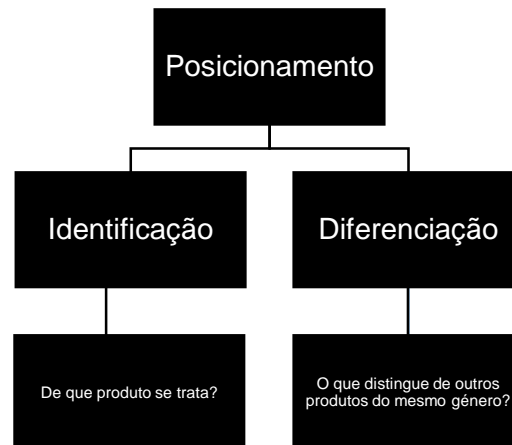 Posicionamento
Identificação
Diferenciação
De que produto se trata?
O que distingue de outros
produtos do mesmo género?